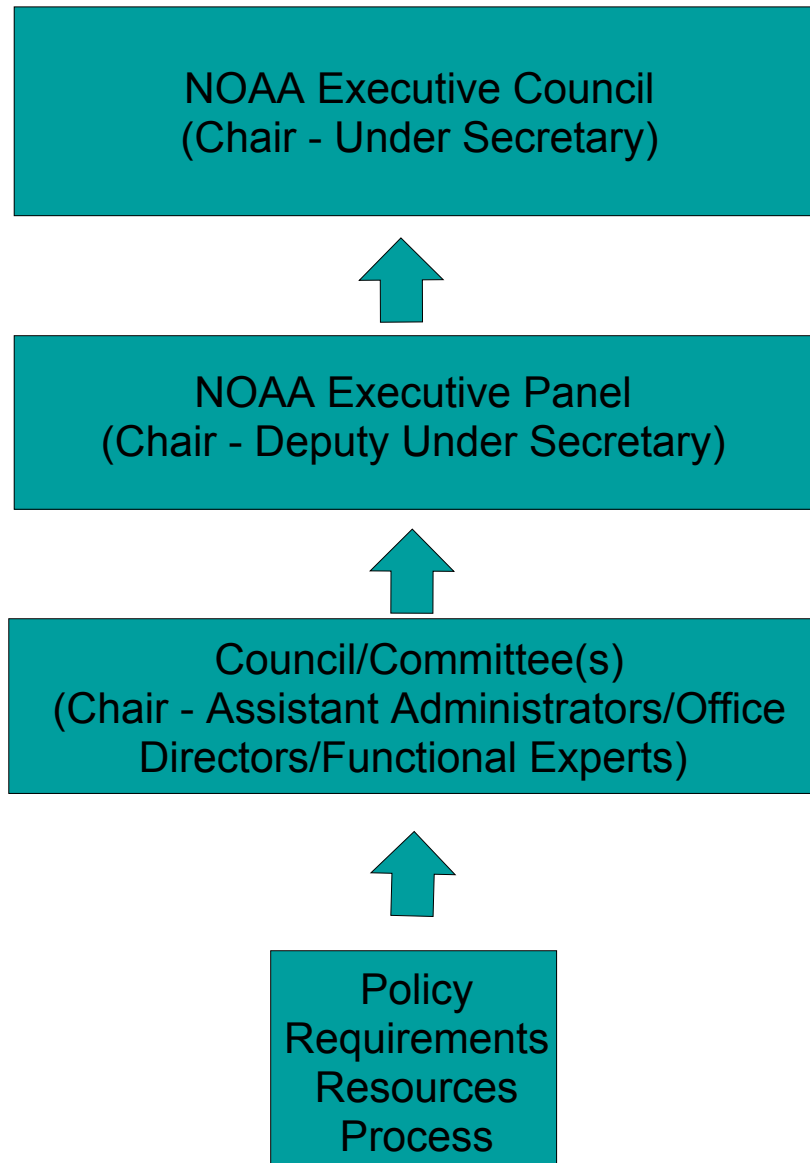 NOAA Executive Council
(Chair - Under Secretary)
NOAA Executive Panel
(Chair - Deputy Under Secretary)
Council/Committee(s)
(Chair - Assistant Administrators/Office
Directors/Functional Experts)
Policy
Requirements
Resources
Process